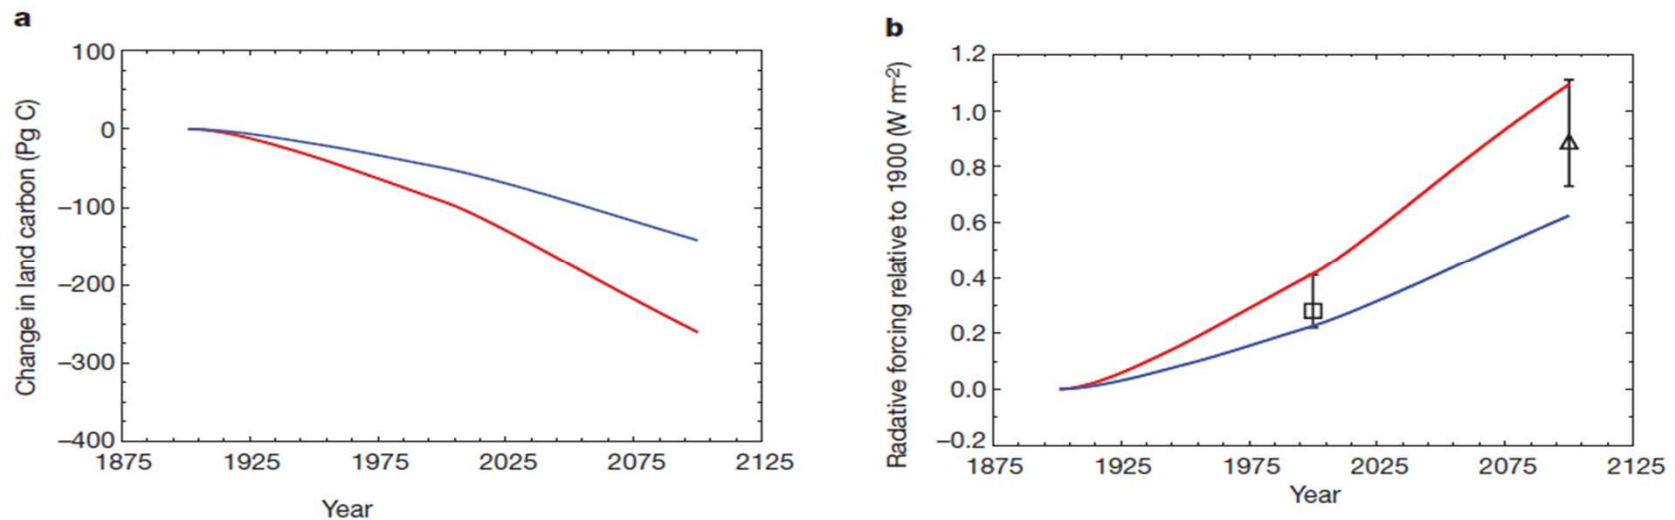 a
100
0
−100
−200
−300
−400
1875 1925 1975 2025 2075 2125
Change in land carbon (Pg C)
Year
b
1.2
1.0
0.8
0.6
0.4
0.2
0.0
−0.2
1875 1925 1975 2025 2075 2125
Radative forcing relative to 1900 (W m−2)
Year